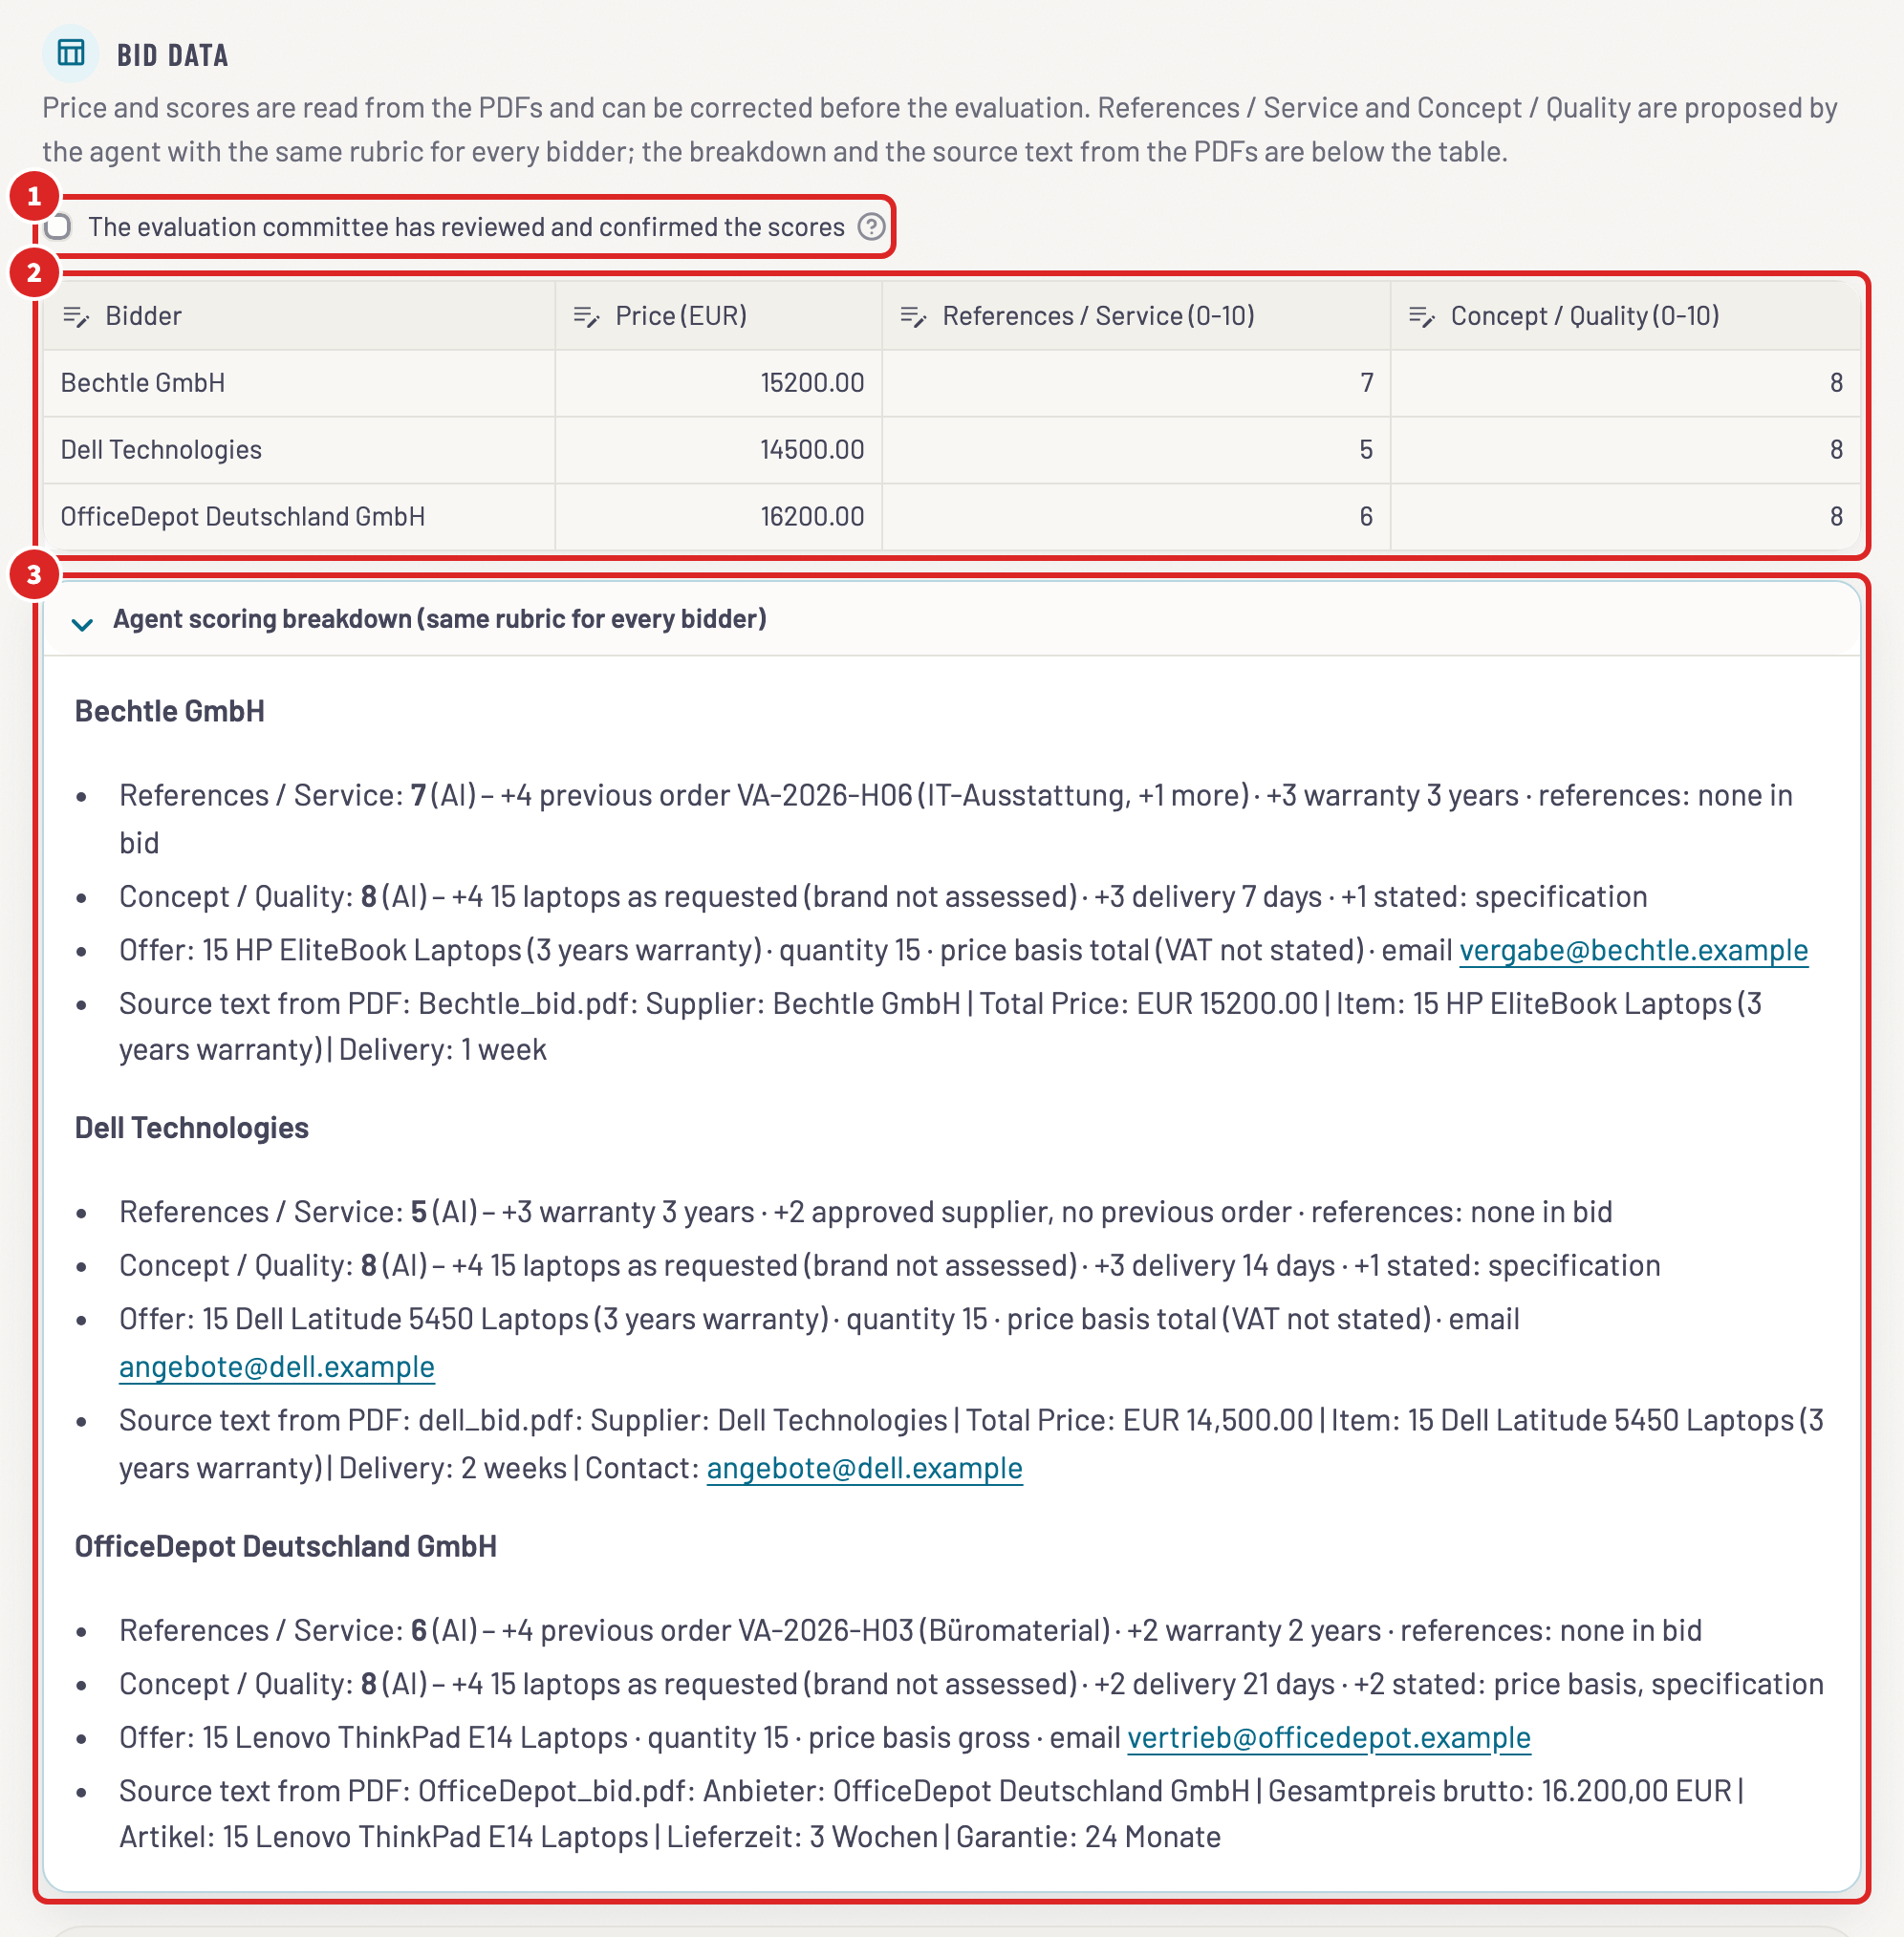 BID DATA
Price and scores are read from the PDFs and can be corrected before the evaluation. References / Service and Concept / Quality are proposed by
the agent with the same rubric for every bidder; the breakdown and the source text from the PDFs are below the table.
1
The evaluation committee has reviewed and confirmed the scores ?
2
Bidder Price (EUR) References / Service (0-10) Concept / Quality (0-10)
Bechtle GmbH 15200.00 7 8
Dell Technologies 14500.00 5 8
OfficeDepot Deutschland GmbH 16200.00 6 8
3
Agent scoring breakdown (same rubric for every bidder)
Bechtle GmbH
• References / Service: 7 (AI) – +4 previous order VA-2026-H06 (IT-Ausstattung, +1 more) · +3 warranty 3 years · references: none in
bid
• Concept / Quality: 8 (AI) – +4 15 laptops as requested (brand not assessed) · +3 delivery 7 days · +1 stated: specification
• Offer: 15 HP EliteBook Laptops (3 years warranty) · quantity 15 · price basis total (VAT not stated) · email vergabe@bechtle.example
• Source text from PDF: Bechtle_bid.pdf: Supplier: Bechtle GmbH | Total Price: EUR 15200.00 | Item: 15 HP EliteBook Laptops (3
years warranty) | Delivery: 1 week
Dell Technologies
• References / Service: 5 (AI) – +3 warranty 3 years · +2 approved supplier, no previous order · references: none in bid
• Concept / Quality: 8 (AI) – +4 15 laptops as requested (brand not assessed) · +3 delivery 14 days · +1 stated: specification
• Offer: 15 Dell Latitude 5450 Laptops (3 years warranty) · quantity 15 · price basis total (VAT not stated) · email
angebote@dell.example
• Source text from PDF: dell_bid.pdf: Supplier: Dell Technologies | Total Price: EUR 14,500.00 | Item: 15 Dell Latitude 5450 Laptops (3
years warranty) | Delivery: 2 weeks | Contact: angebote@dell.example
OfficeDepot Deutschland GmbH
• References / Service: 6 (AI) – +4 previous order VA-2026-H03 (Büromaterial) · +2 warranty 2 years · references: none in bid
• Concept / Quality: 8 (AI) – +4 15 laptops as requested (brand not assessed) · +2 delivery 21 days · +2 stated: price basis, specification
• Offer: 15 Lenovo ThinkPad E14 Laptops · quantity 15 · price basis gross · email vertrieb@officedepot.example
• Source text from PDF: OfficeDepot_bid.pdf: Anbieter: OfficeDepot Deutschland GmbH | Gesamtpreis brutto: 16.200,00 EUR |
Artikel: 15 Lenovo ThinkPad E14 Laptops | Lieferzeit: 3 Wochen | Garantie: 24 Monate